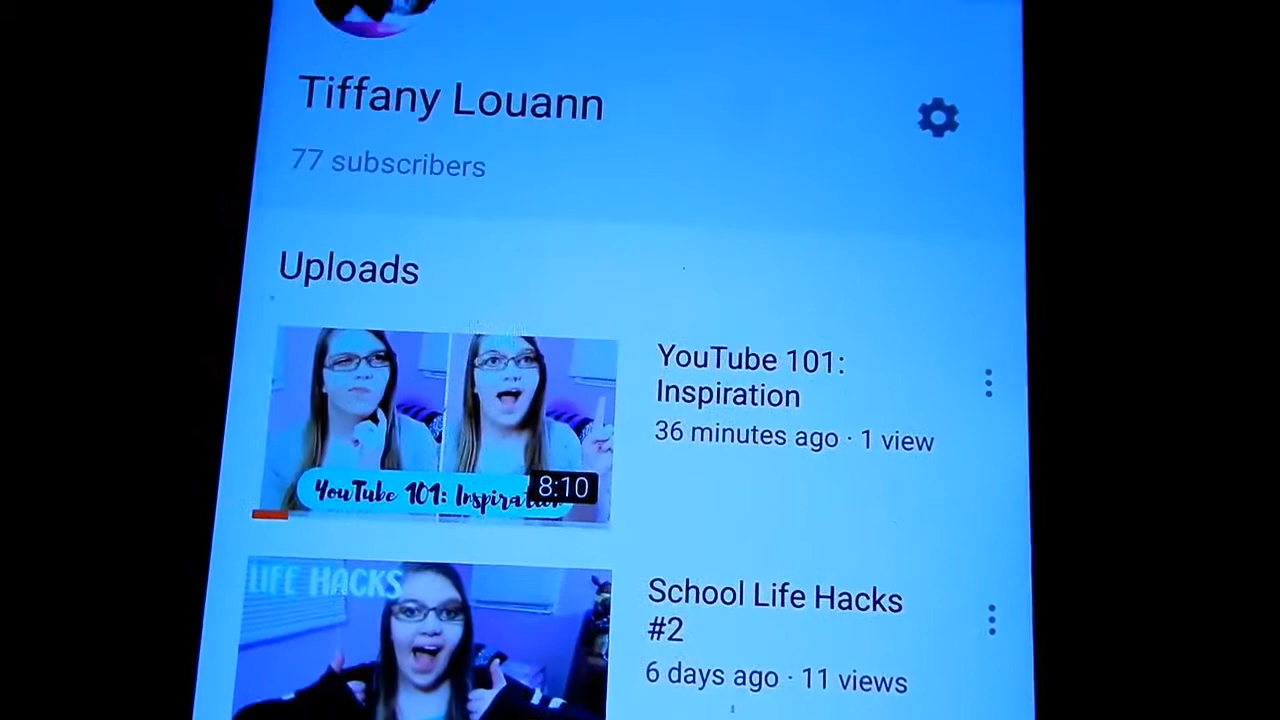 Tiffany Louann
77 subscribers
Uploads
YouTube 101:
Inspiration
36 minutes ago · 1 view
YouTube 101: Inspiration
8:10
LIFE HACKS
School Life Hacks
#2
6 days ago · 11 views